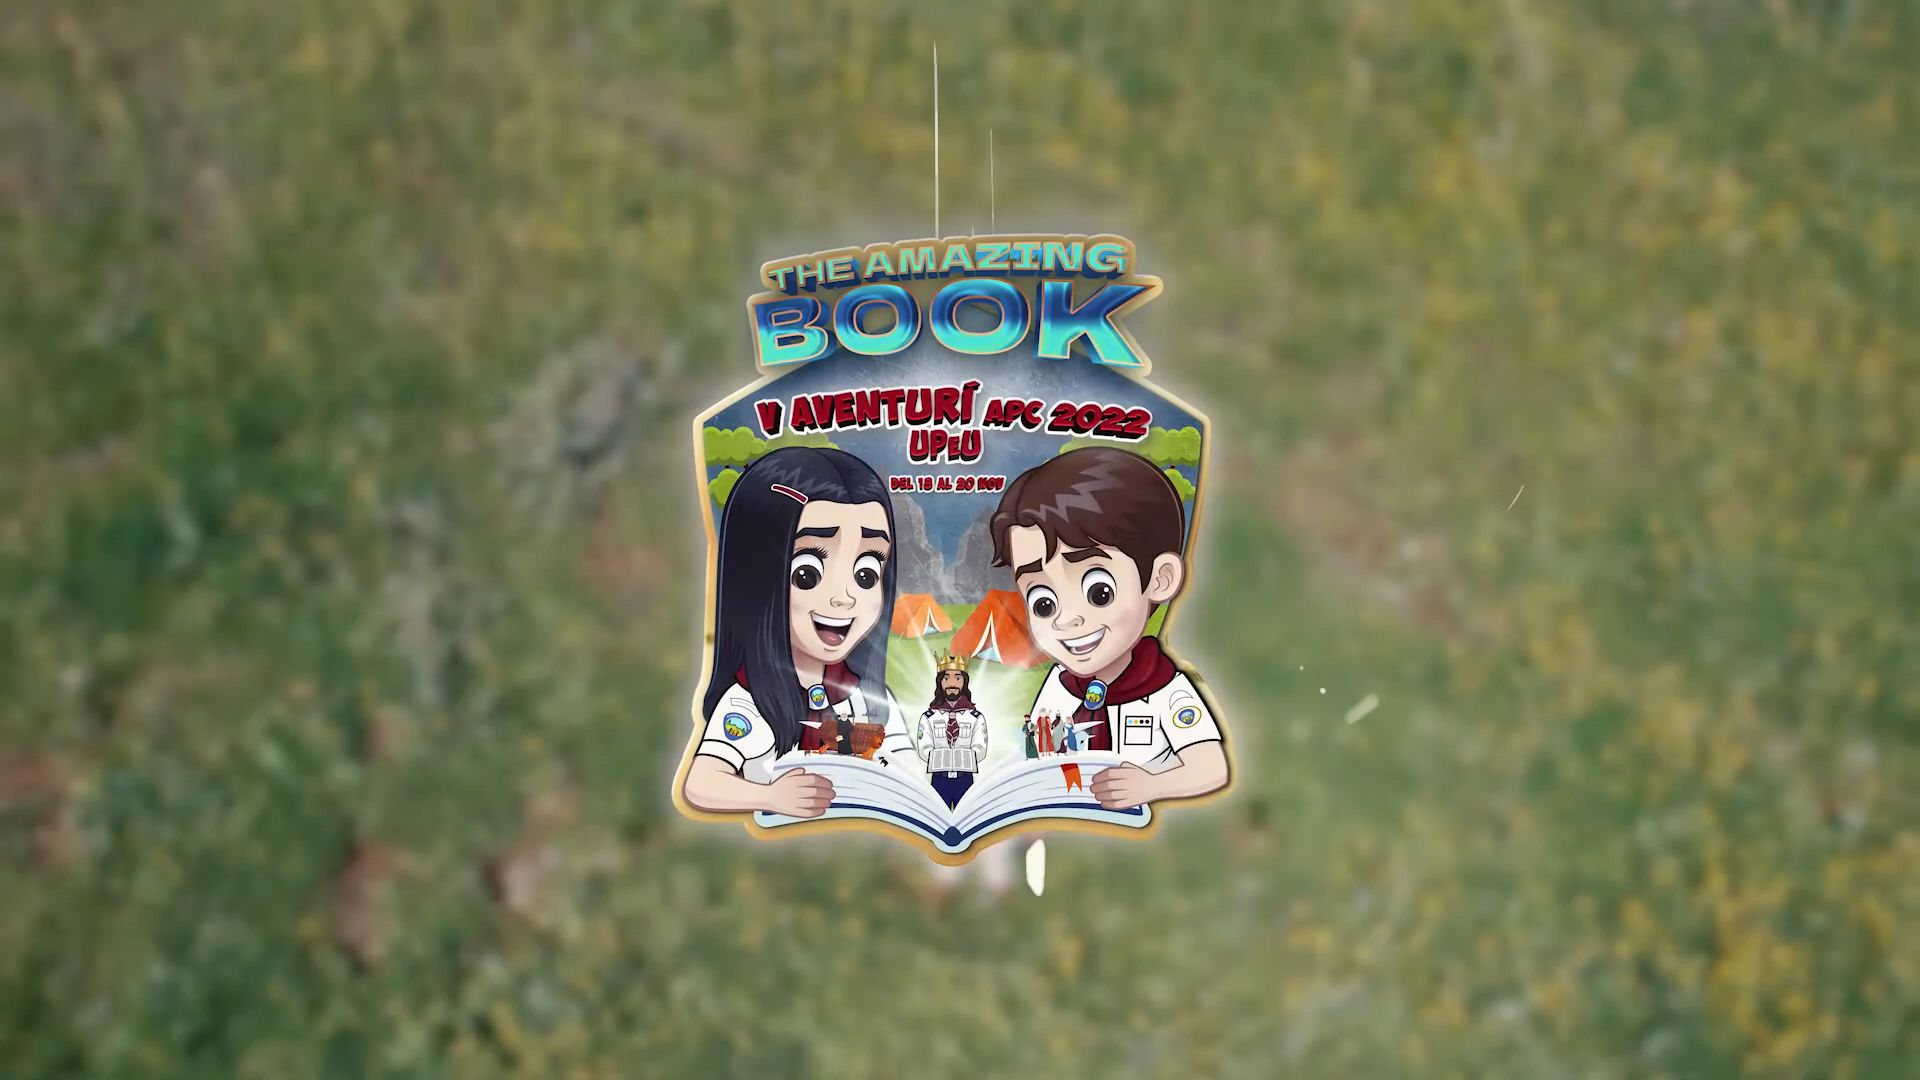 THE AMAZING
BOOK
V AVENTURÍ APC 2022
UPeU
DEL 18 AL 20 NOV